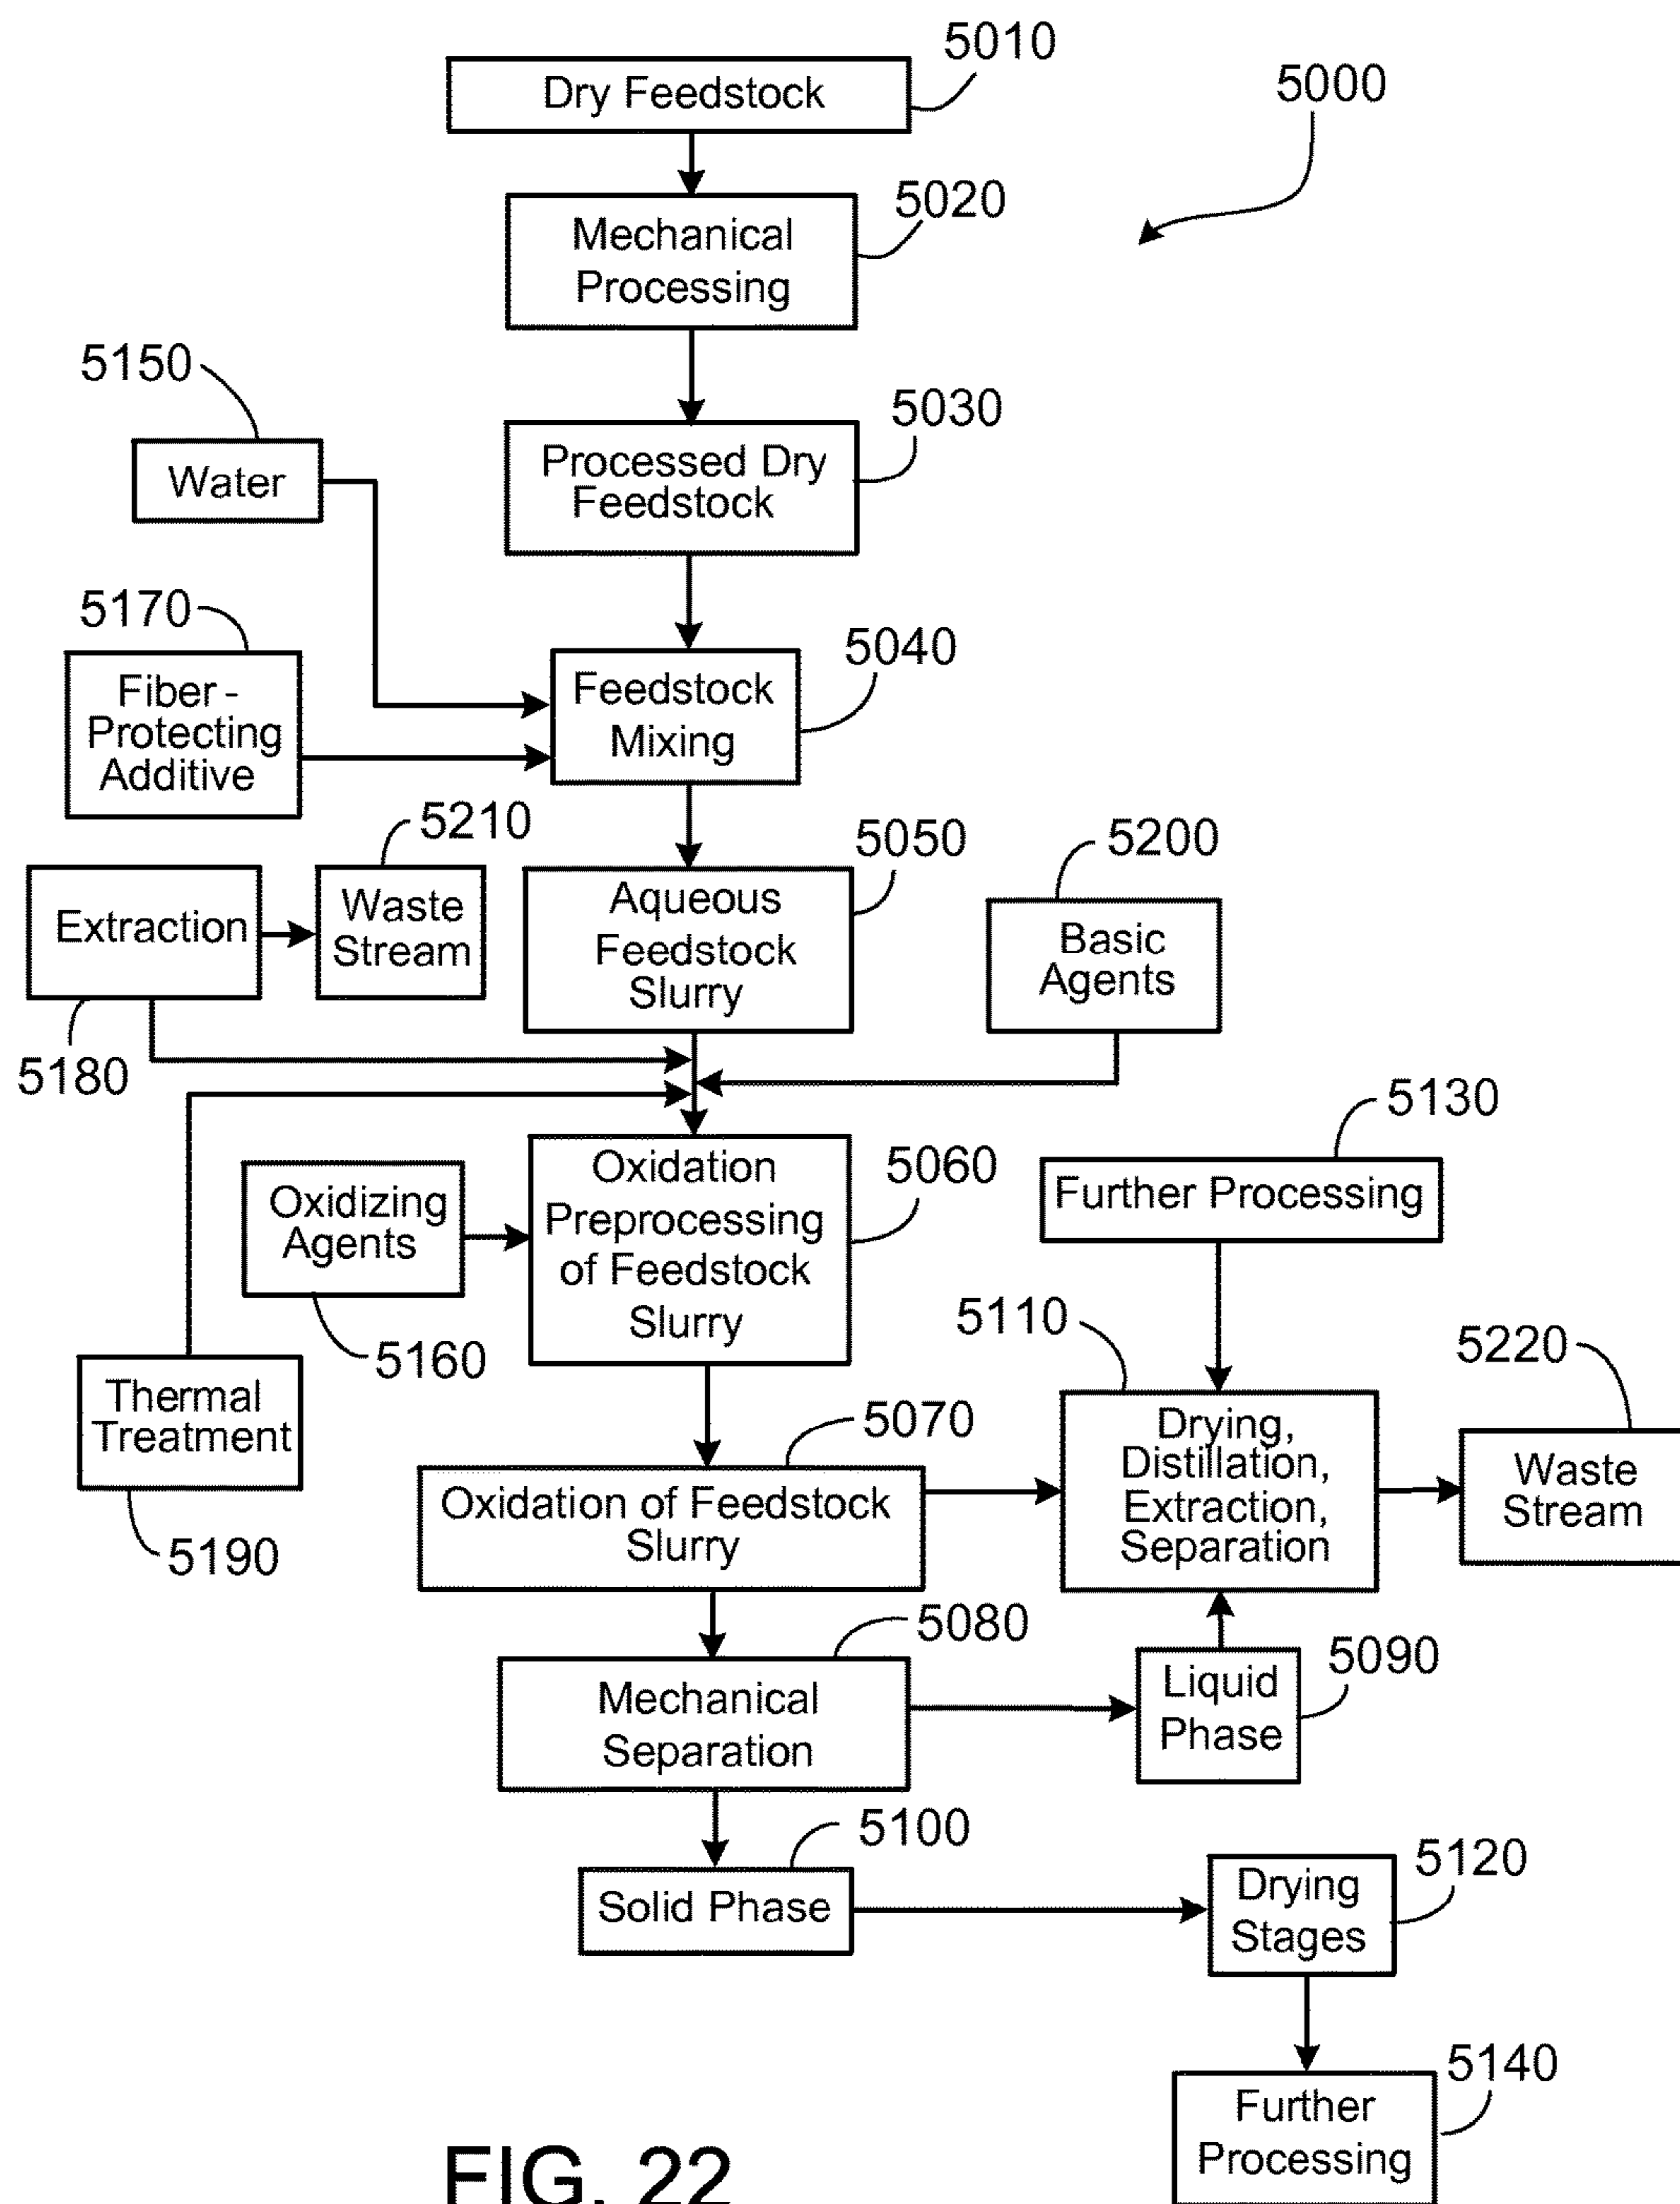 5010
Dry Feedstock
5000
5020
Mechanical
Processing
5150
5030
Water
Processed Dry
Feedstock
5170
5040
Fiber-
Protecting
Additive
Feedstock
Mixing
5210
5050
5200
Extraction
Waste
Stream
Aqueous
Feedstock
Slurry
Basic
Agents
5180
5130
5060
Oxidizing
Agents
Oxidation
Preprocessing
of Feedstock
Slurry
Further Processing
5110
5220
5160
Thermal
Treatment
5070
Drying,
Distillation,
Extraction,
Separation
Waste
Stream
Oxidation of Feedstock
Slurry
5190
5080
5090
Mechanical
Separation
Liquid
Phase
5100
5120
Solid Phase
Drying
Stages
5140
Further
Processing
FIG. 22